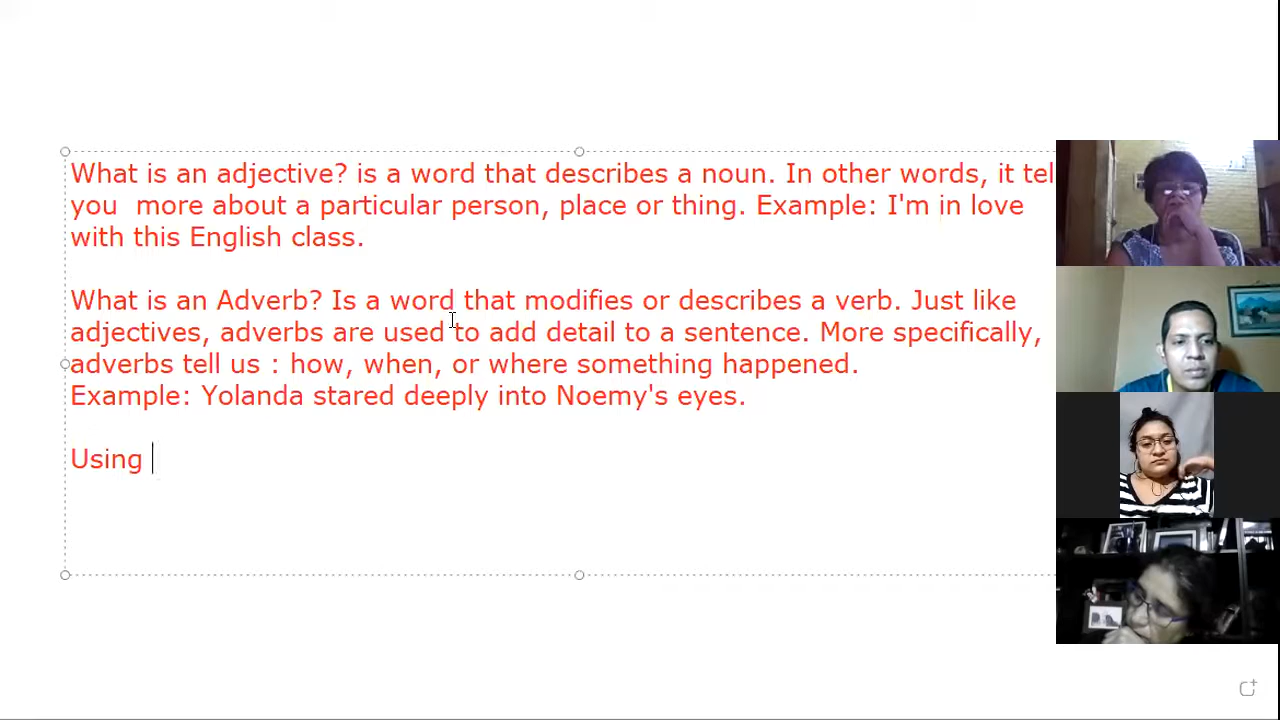 What is an adjective? is a word that describes a noun. In other words, it tel
you  more about a particular person, place or thing. Example: I'm in love
with this English class.
What is an Adverb? Is a word that modifies or describes a verb. Just like
adjectives, adverbs are used to add detail to a sentence. More specifically,
adverbs tell us : how, when, or where something happened.
Example: Yolanda stared deeply into Noemy's eyes.
Using